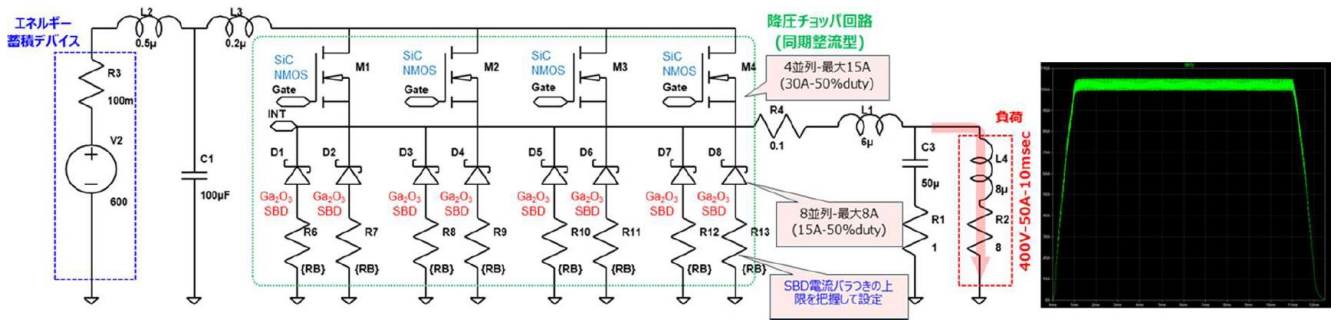 エネルギー
蓄積デバイス
L2
0.5μ
L3
0.2μ
R3
100m
V2
600
C1
100μF
降圧チョッパ回路
(同期整流型)
SiC
NMOS
M1
Gate
SiC
NMOS
M2
Gate
SiC
NMOS
M3
Gate
SiC
NMOS
M4
Gate
4並列-最大15A
(30A-50%duty)
INT
D1
D2
D3
D4
D5
D6
D7
D8
Ga₂O₃
SBD
Ga₂O₃
SBD
Ga₂O₃
SBD
Ga₂O₃
SBD
Ga₂O₃
SBD
Ga₂O₃
SBD
Ga₂O₃
SBD
Ga₂O₃
SBD
R6
R7
R8
R9
R10
R11
R12
R13
{RB}
{RB}
{RB}
{RB}
{RB}
{RB}
{RB}
{RB}
8並列-最大8A
(15A-50%duty)
SBD電流バラつきの上
限を把握して設定
R4
0.1
L1
6μ
C3
50μ
R1
1
負荷
L4
8μ
R2
8
400V-50A-10msec